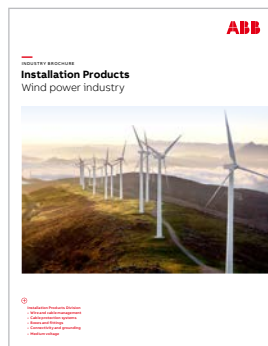 ABB
INDUSTRY BROCHURE
Installation Products
Wind power industry
Installation Products Division
– Wire and cable management
– Cable protection systems
– Boxes and fittings
– Connectivity and grounding
– Medium voltage